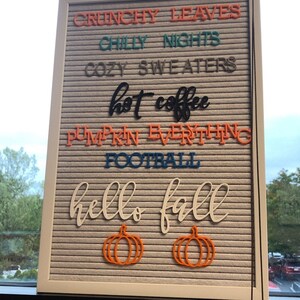 CRUNCHY LEAVES
CHILLY NIGHTS
COZY SWEATERS
hot coffee
PUMPKIN EVERYTHING
FOOTBALL
hello fall